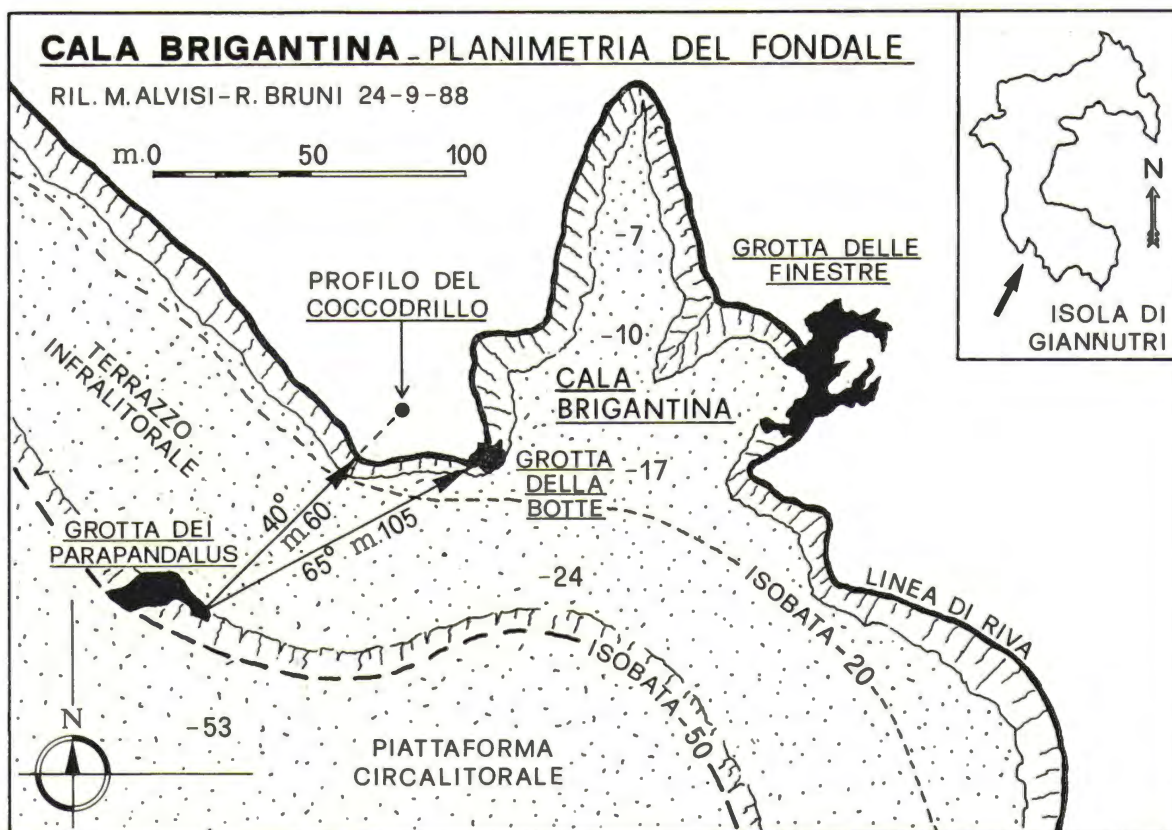 CALA BRIGANTINA - PLANIMETRIA DEL FONDALE
RIL. M. ALVISI - R. BRUNI 24-9-88
m. 0 50 100
N
ISOLA DI
GIANNUTRI
-7
GROTTA DELLE
FINESTRE
PROFILO DEL
COCCODRILLO
-10
TERRAZZO
INFRALITORALE
CALA
BRIGANTINA
GROTTA
DELLA
BOTTE
-17
40°
m 60
65°
m 105
GROTTA DEI
PARAPANDALUS
-24
LINEA DI RIVA
ISOBATA -20
ISOBATA -50
N
-53
PIATTAFORMA
CIRCALITORALE